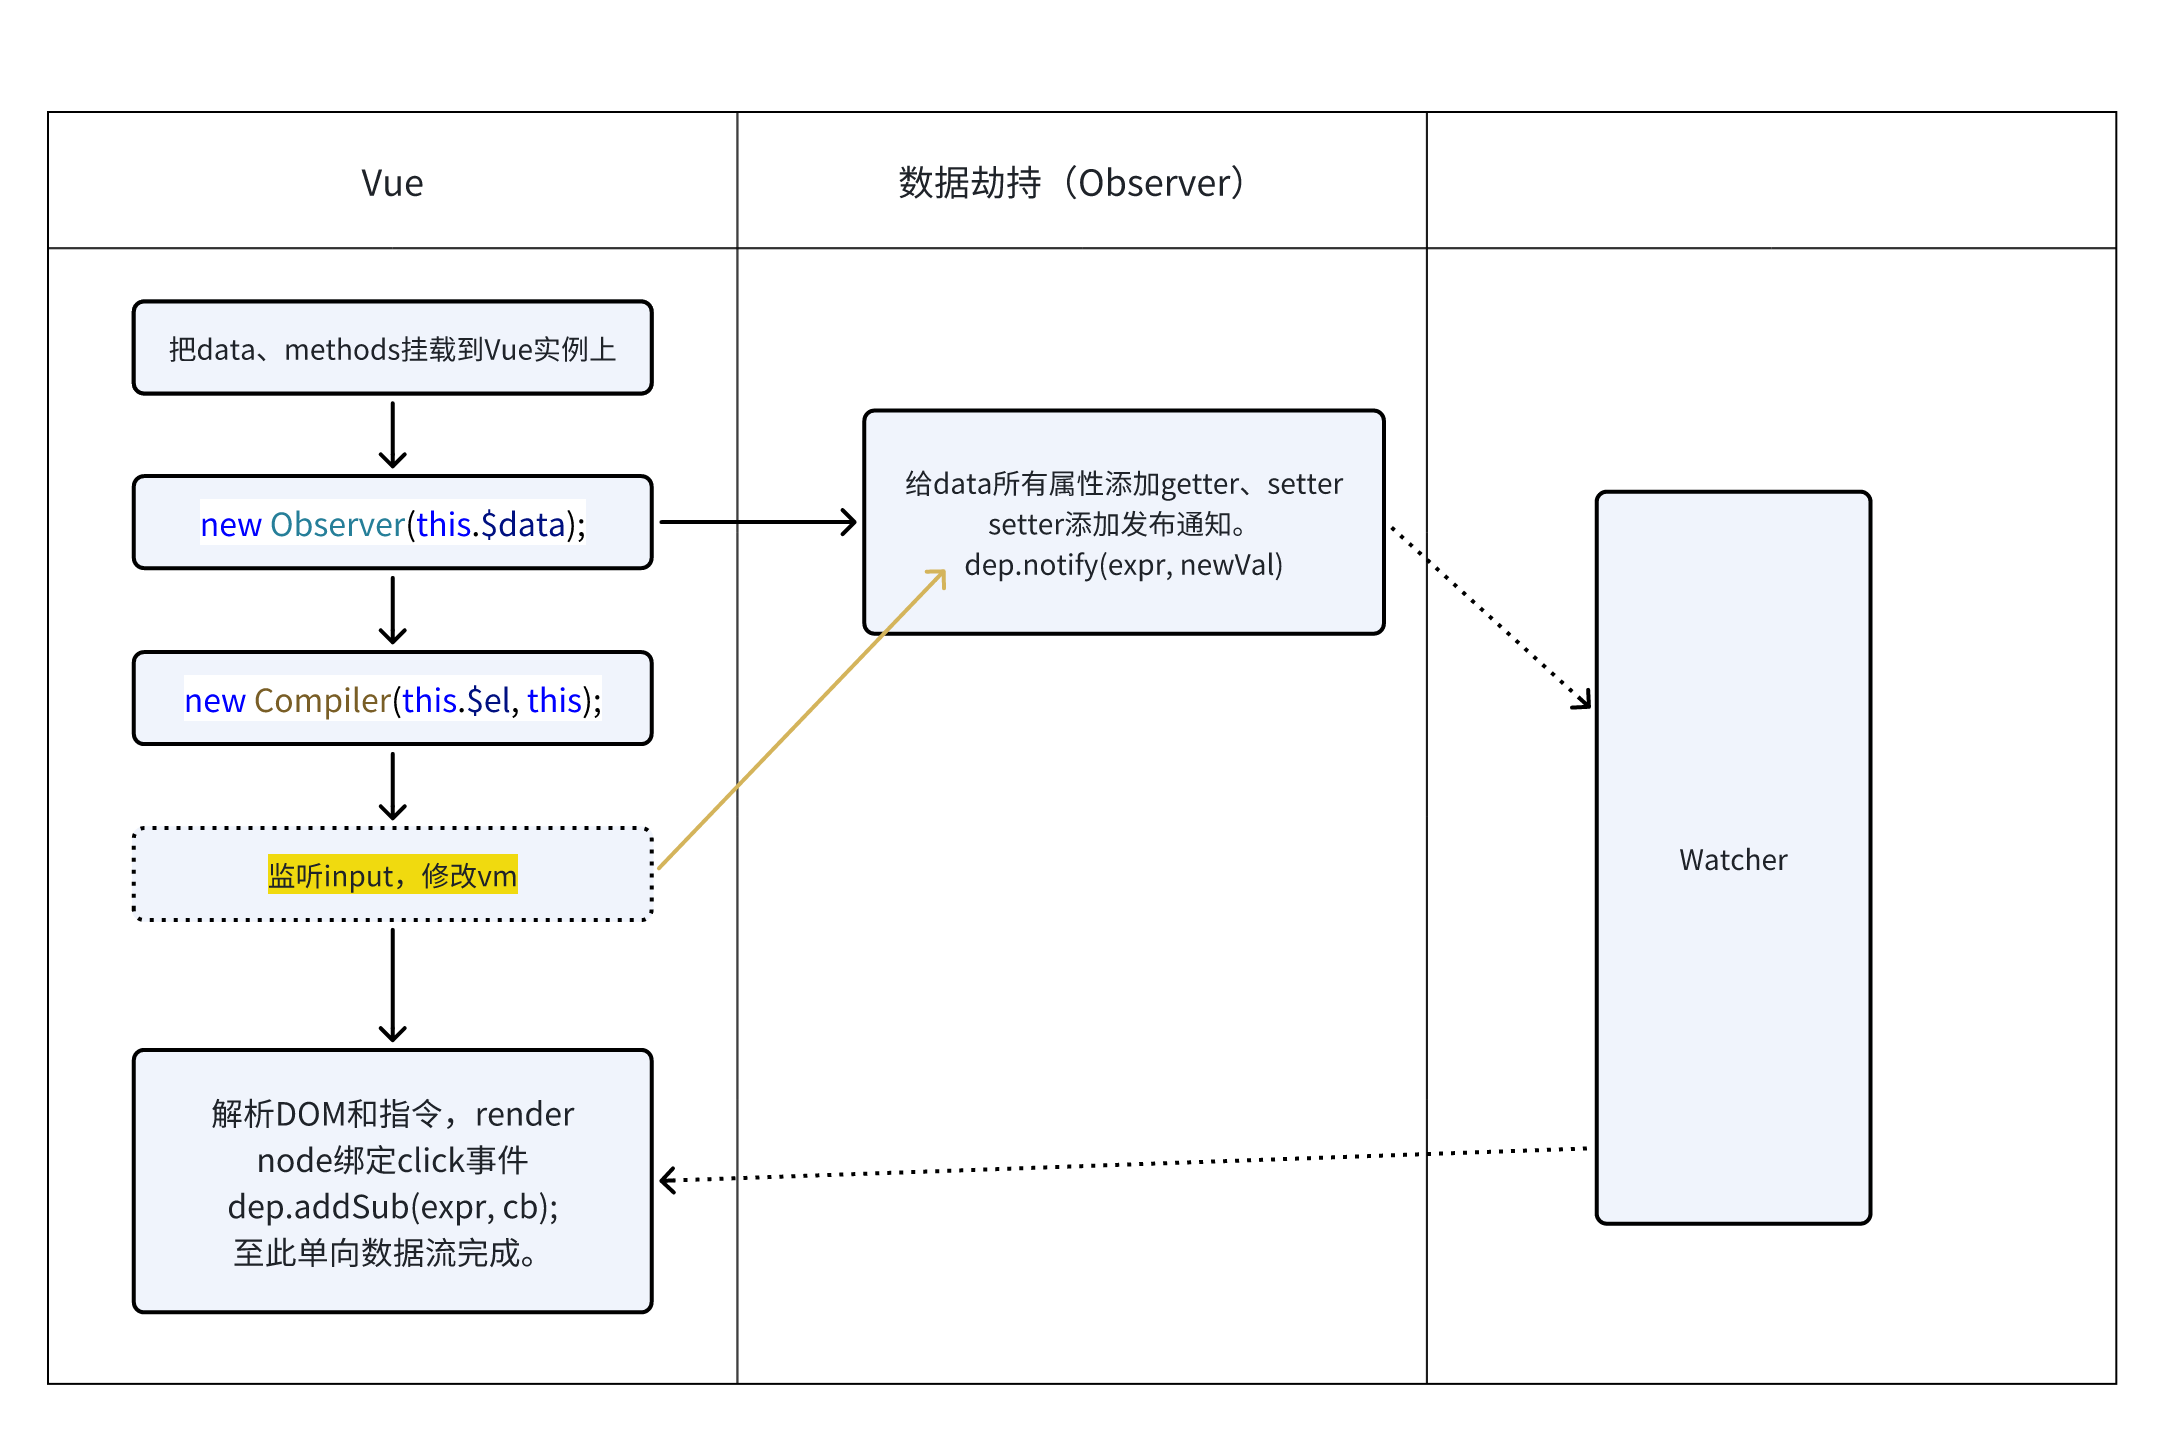 Vue
数据劫持（Observer）
把data、methods挂载到Vue实例上
new Observer(this.$data);
给data所有属性添加getter、setter
setter添加发布通知。
dep.notify(expr, newVal)
new Compiler(this.$el, this);
监听input，修改vm
Watcher
解析DOM和指令，render
node绑定click事件
dep.addSub(expr, cb);
至此单向数据流完成。